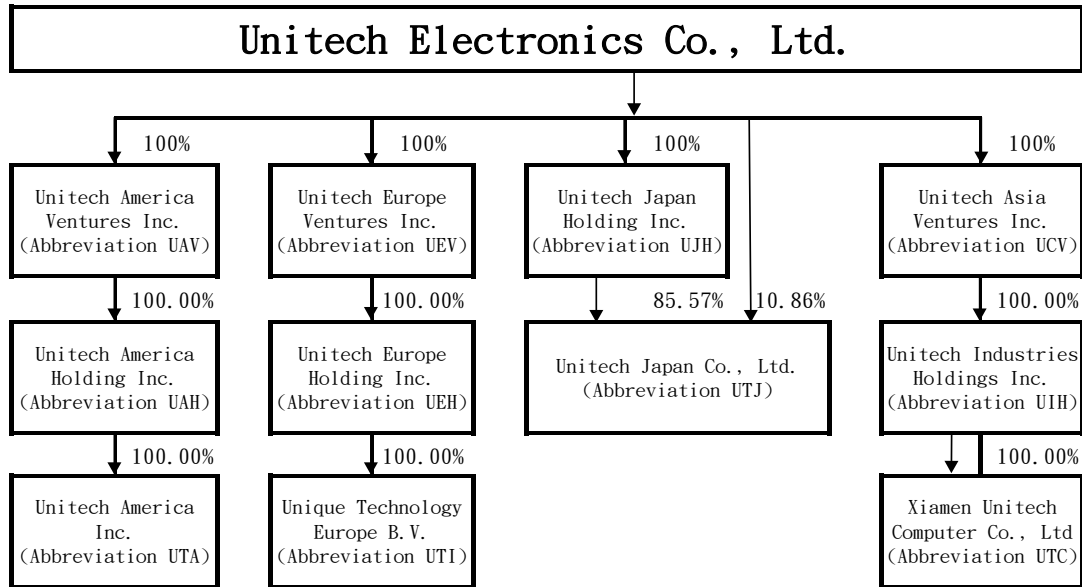 Unitech Electronics Co., Ltd.
100%
100%
100%
100%
Unitech America
Ventures Inc.
(Abbreviation UAV)
Unitech Europe
Ventures Inc.
(Abbreviation UEV)
Unitech Japan
Holding Inc.
(Abbreviation UJH)
Unitech Asia
Ventures Inc.
(Abbreviation UCV)
100.00%
100.00%
85.57%
10.86%
100.00%
Unitech America
Holding Inc.
(Abbreviation UAH)
Unitech Europe
Holding Inc.
(Abbreviation UEH)
Unitech Japan Co., Ltd.
(Abbreviation UTJ)
Unitech Industries
Holdings Inc.
(Abbreviation UIH)
100.00%
100.00%
100.00%
Unitech America
Inc.
(Abbreviation UTA)
Unique Technology
Europe B.V.
(Abbreviation UTI)
Xiamen Unitech
Computer Co., Ltd
(Abbreviation UTC)